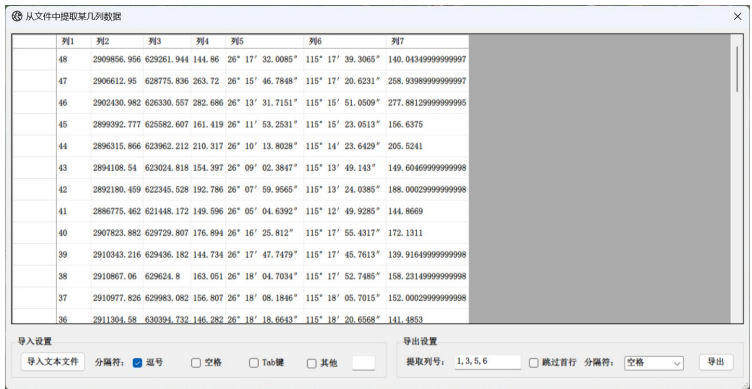 从文件中提取某几列数据
列1 列2 列3 列4 列5 列6 列7
48 2909856.956 629261.944 144.86 26° 17′ 32.0085″ 115° 17′ 39.3065″ 140.04349999999997
47 2906612.95 628775.836 263.72 26° 15′ 46.7848″ 115° 17′ 20.6231″ 258.93989999999997
46 2902430.982 626330.557 282.686 26° 13′ 31.7151″ 115° 15′ 51.0509″ 277.88129999999995
45 2899392.777 625582.607 161.419 26° 11′ 53.2531″ 115° 15′ 23.0513″ 156.6375
44 2896315.866 623962.212 210.317 26° 10′ 13.8028″ 115° 14′ 23.6429″ 205.5241
43 2894108.54 623024.818 154.397 26° 09′ 02.3847″ 115° 13′ 49.143″ 149.60469999999998
42 2892180.459 622345.528 192.786 26° 07′ 59.9565″ 115° 13′ 24.0385″ 188.00029999999998
41 2886775.462 621448.172 149.596 26° 05′ 04.6392″ 115° 12′ 49.9285″ 144.8669
40 2907823.882 629729.807 176.894 26° 16′ 25.812″ 115° 17′ 55.4317″ 172.1311
39 2910343.216 629436.182 144.734 26° 17′ 47.7479″ 115° 17′ 45.7613″ 139.91649999999998
38 2910867.06 629624.8 163.051 26° 18′ 04.7034″ 115° 17′ 52.7485″ 158.23149999999998
37 2910977.826 629983.082 156.807 26° 18′ 08.1846″ 115° 18′ 05.7015″ 152.00029999999998
36 2911304.58 630394.732 146.282 26° 18′ 18.6643″ 115° 18′ 20.6568″ 141.4853
导入设置 导出设置
导入文本文件 分隔符: 逗号 空格 Tab键 其他 提取列号: 1,3,5,6 跳过首行 分隔符: 空格 导出